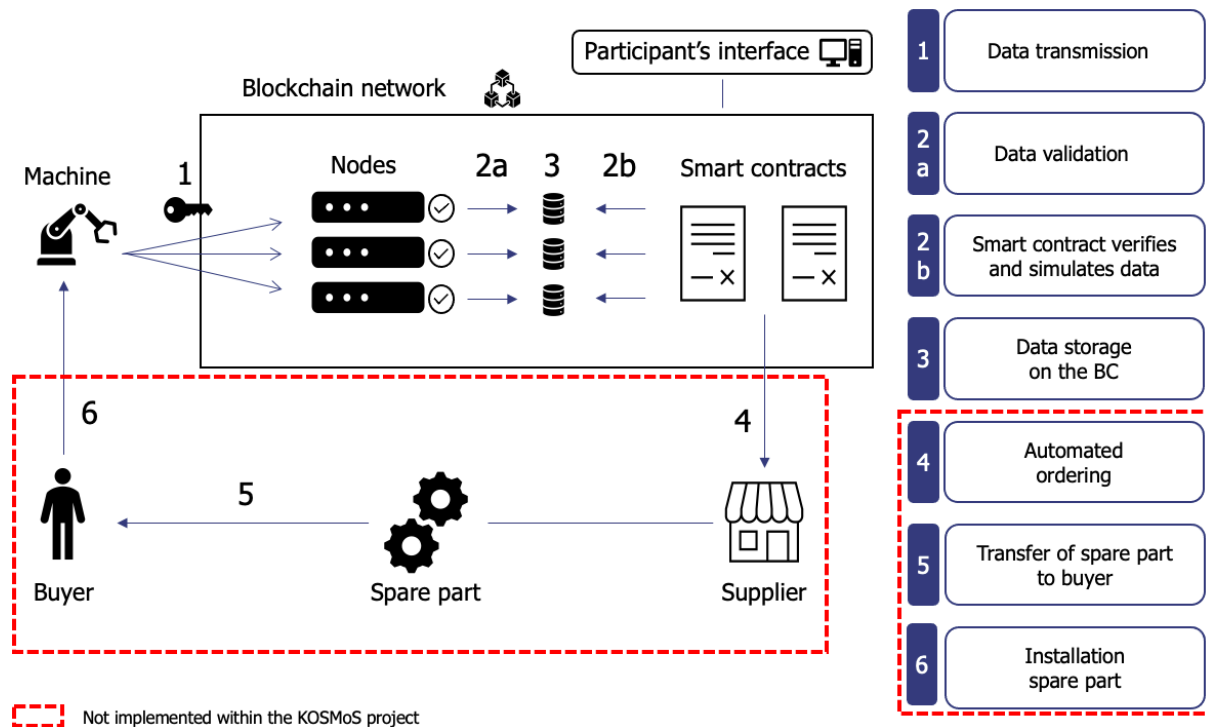 Participant's interface
Blockchain network
Machine
1
Nodes
2a
3
2b
Smart contracts
6
4
5
Buyer
Spare part
Supplier
Not implemented within the KOSMoS project
1
Data transmission
2
a
Data validation
2
b
Smart contract verifies
and simulates data
3
Data storage
on the BC
4
Automated
ordering
5
Transfer of spare part
to buyer
6
Installation
spare part